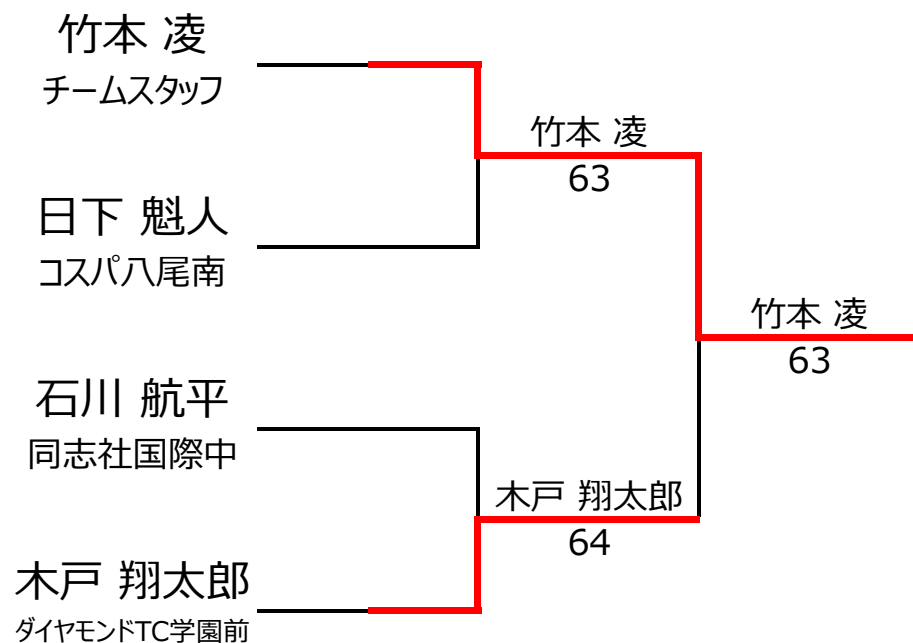 竹本 凌
チームスタッフ
竹本 凌
63
日下 魁人
コスパ八尾南
竹本 凌
63
石川 航平
同志社国際中
木戸 翔太郎
64
木戸 翔太郎
ダイヤモンドTC学園前